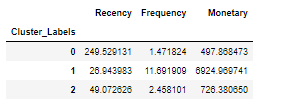 Recency Frequency Monetary
Cluster_Labels
0 249.529131 1.471824 497.868473
1 26.943983 11.691909 6924.969741
2 49.072626 2.458101 726.380650